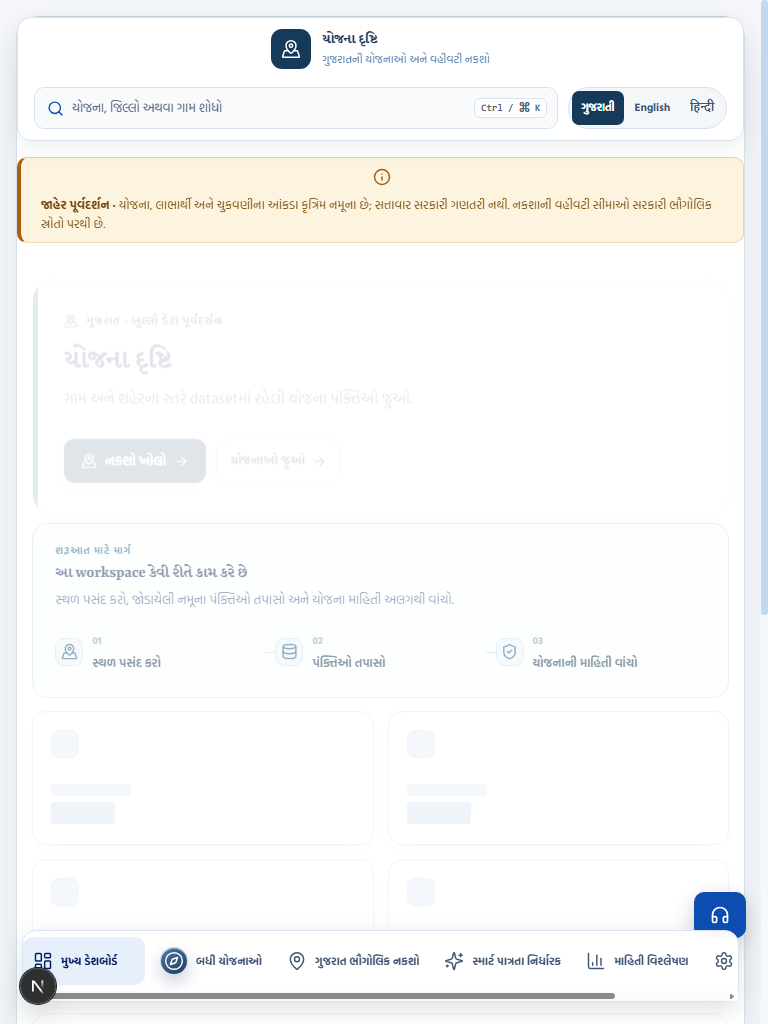 યોજના દૃષ્ટિ
ગુજરાતની યોજનાઓ અને વહીવટી નકશો
યોજના, જિલ્લો અથવા ગામ શોધો
Ctrl / ⌘ K
ગુજરાતી
English
हिन्दी
જાહેર પૂર્વદર્શન · યોજના, લાભાર્થી અને ચુકવણીના આંકડા કૃત્રિમ નમૂના છે; સત્તાવાર સરકારી ગણતરી નથી. નકશાની વહીવટી સીમાઓ સરકારી ભૌગોલિક
સ્રોતો પરથી છે.
ગુજરાત · ખુલ્લો ડેટા પૂર્વદર્શન
યોજના દૃષ્ટિ
ગામ અને શહેરના સ્તરે datasetમાં રહેલી યોજના પંક્તિઓ જુઓ.
નકશો ખોલો →
યોજનાઓ જુઓ →
શરૂઆત માટે માર્ગ
આ workspace કેવી રીતે કામ કરે છે
સ્થળ પસંદ કરો, જોડાયેલી નમૂના પંક્તિઓ તપાસો અને યોજના માહિતી અલગથી વાંચો.
01
સ્થળ પસંદ કરો
02
પંક્તિઓ તપાસો
03
યોજનાની માહિતી વાંચો
મુખ્ય ડેશબોર્ડ
બધી યોજનાઓ
ગુજરાત ભૌગોલિક નકશો
સ્માર્ટ પાત્રતા નિર્ધારક
માહિતી વિશ્લેષણ
N